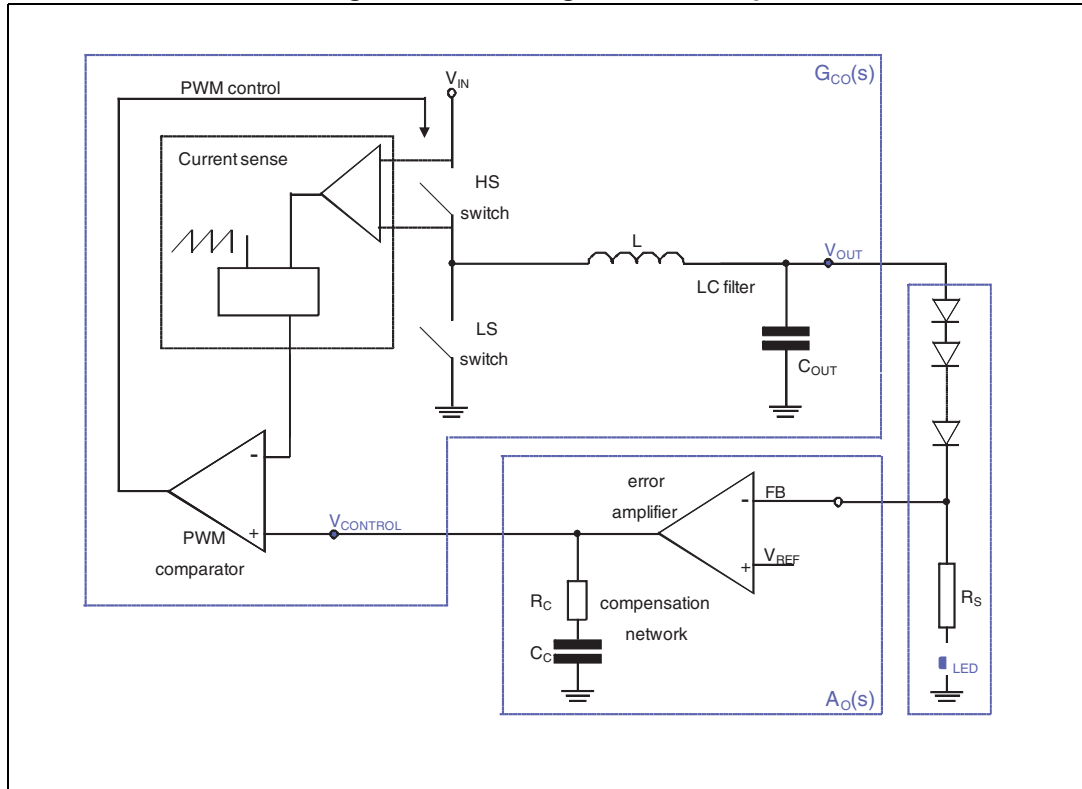 V_IN
G_CO(s)
PWM control
Current sense
HS
switch
L
V_OUT
LC filter
LS
switch
C_OUT
-
error
amplifier
-
FB
V_CONTROL
+
PWM
comparator
+
V_REF
R_C
compensation
network
R_S
C_C
LED
A_O(s)